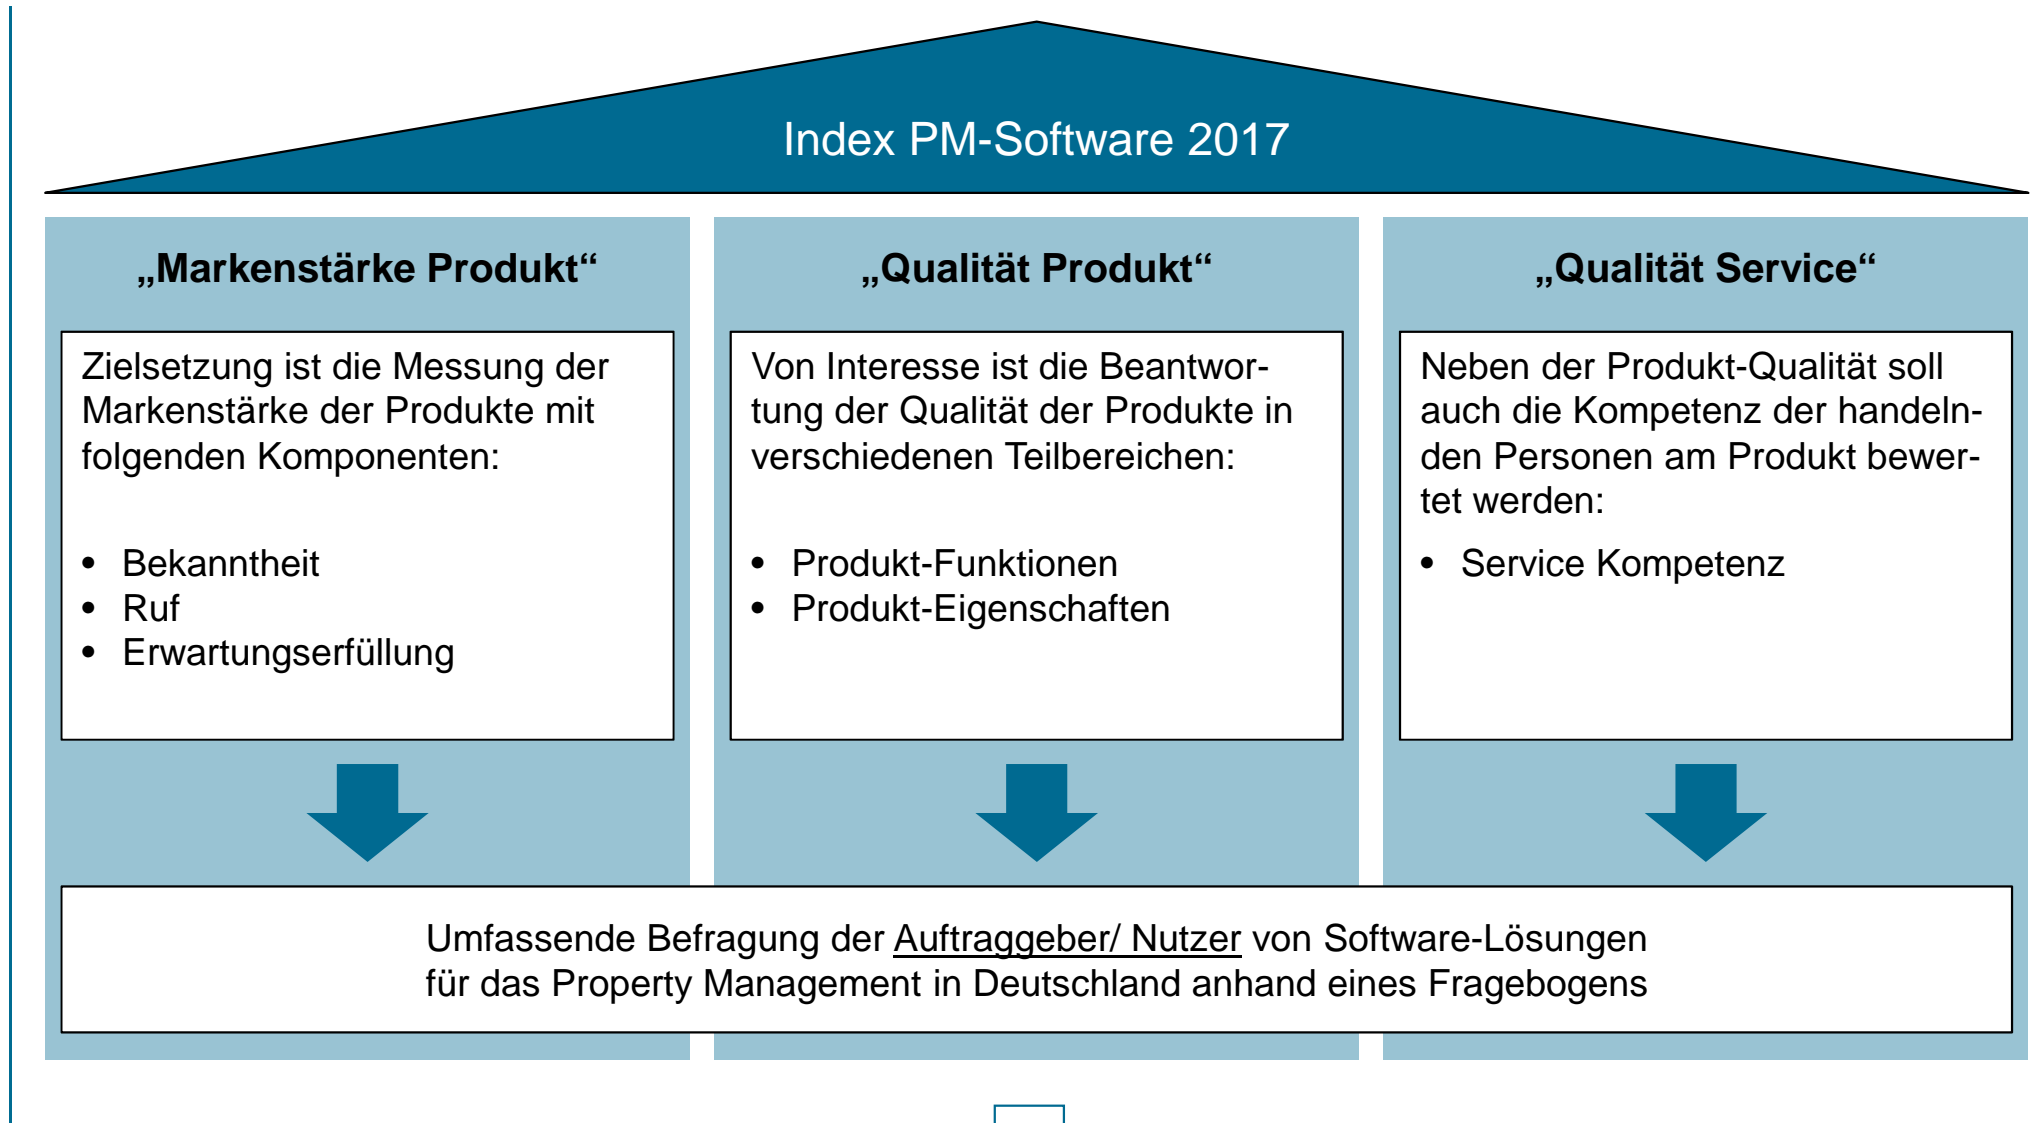 Index PM-Software 2017
„Markenstärke Produkt“
Zielsetzung ist die Messung der
Markenstärke der Produkte mit
folgenden Komponenten:
• Bekanntheit
• Ruf
• Erwartungserfüllung
„Qualität Produkt“
Von Interesse ist die Beantwor-
tung der Qualität der Produkte in
verschiedenen Teilbereichen:
• Produkt-Funktionen
• Produkt-Eigenschaften
„Qualität Service“
Neben der Produkt-Qualität soll
auch die Kompetenz der handeln-
den Personen am Produkt bewer-
tet werden:
• Service Kompetenz
Umfassende Befragung der Auftraggeber/ Nutzer von Software-Lösungen
für das Property Management in Deutschland anhand eines Fragebogens